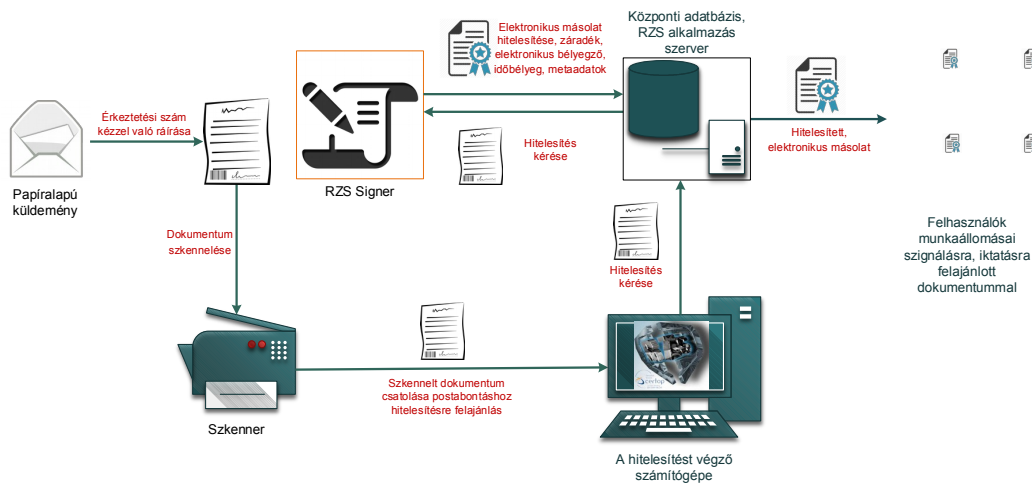 Elektronikus másolat
hitelesítése, záradék,
elektronikus bélyegző,
időbélyeg, metaadatok
Központi adatbázis,
RZS alkalmazás
szerver
Érkeztetési szám
kézzel való ráírása
Hitelesítés
kérése
Hitelesített,
elektronikus másolat
Papíralapú
küldemény
RZS Signer
Felhasználók
munkaállomásai
szignálásra, iktatásra
felajánlott
dokumentummal
Dokumentum
szkennelése
Hitelesítés
kérése
Szkennelt dokumentum
csatolása postabontáshoz
hitelesítésre felajánlás
Szkenner
A hitelesítést végző
számítógépe